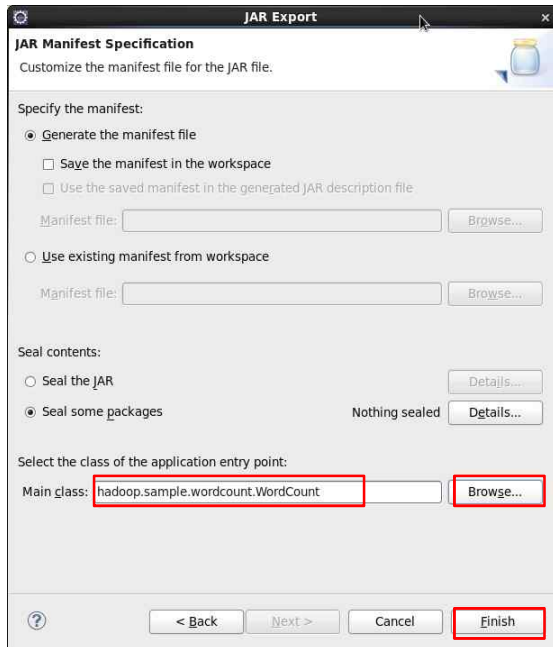 JAR Export
JAR Manifest Specification
Customize the manifest file for the JAR file.
Specify the manifest:
Generate the manifest file
Save the manifest in the workspace
Use the saved manifest in the generated JAR description file
Manifest file: Browse...
Use existing manifest from workspace
Manifest file: Browse...
Seal contents:
Seal the JAR Details...
Seal some packages Nothing sealed Details...
Select the class of the application entry point:
Main class: hadoop.sample.wordcount.WordCount Browse...
? < Back Next > Cancel Finish